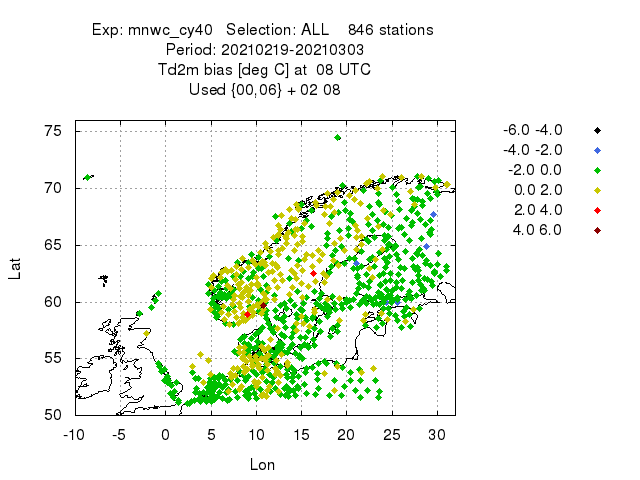 Exp: mnwc_cy40 Selection: ALL 846 stations
Period: 20210219-20210303
Td2m bias [deg C] at 08 UTC
Used {00,06} + 02 08
-6.0 -4.0
-4.0 -2.0
-2.0 0.0
0.0 2.0
2.0 4.0
4.0 6.0
75
70
65
60
55
50
Lat
-10 -5 0 5 10 15 20 25 30
Lon